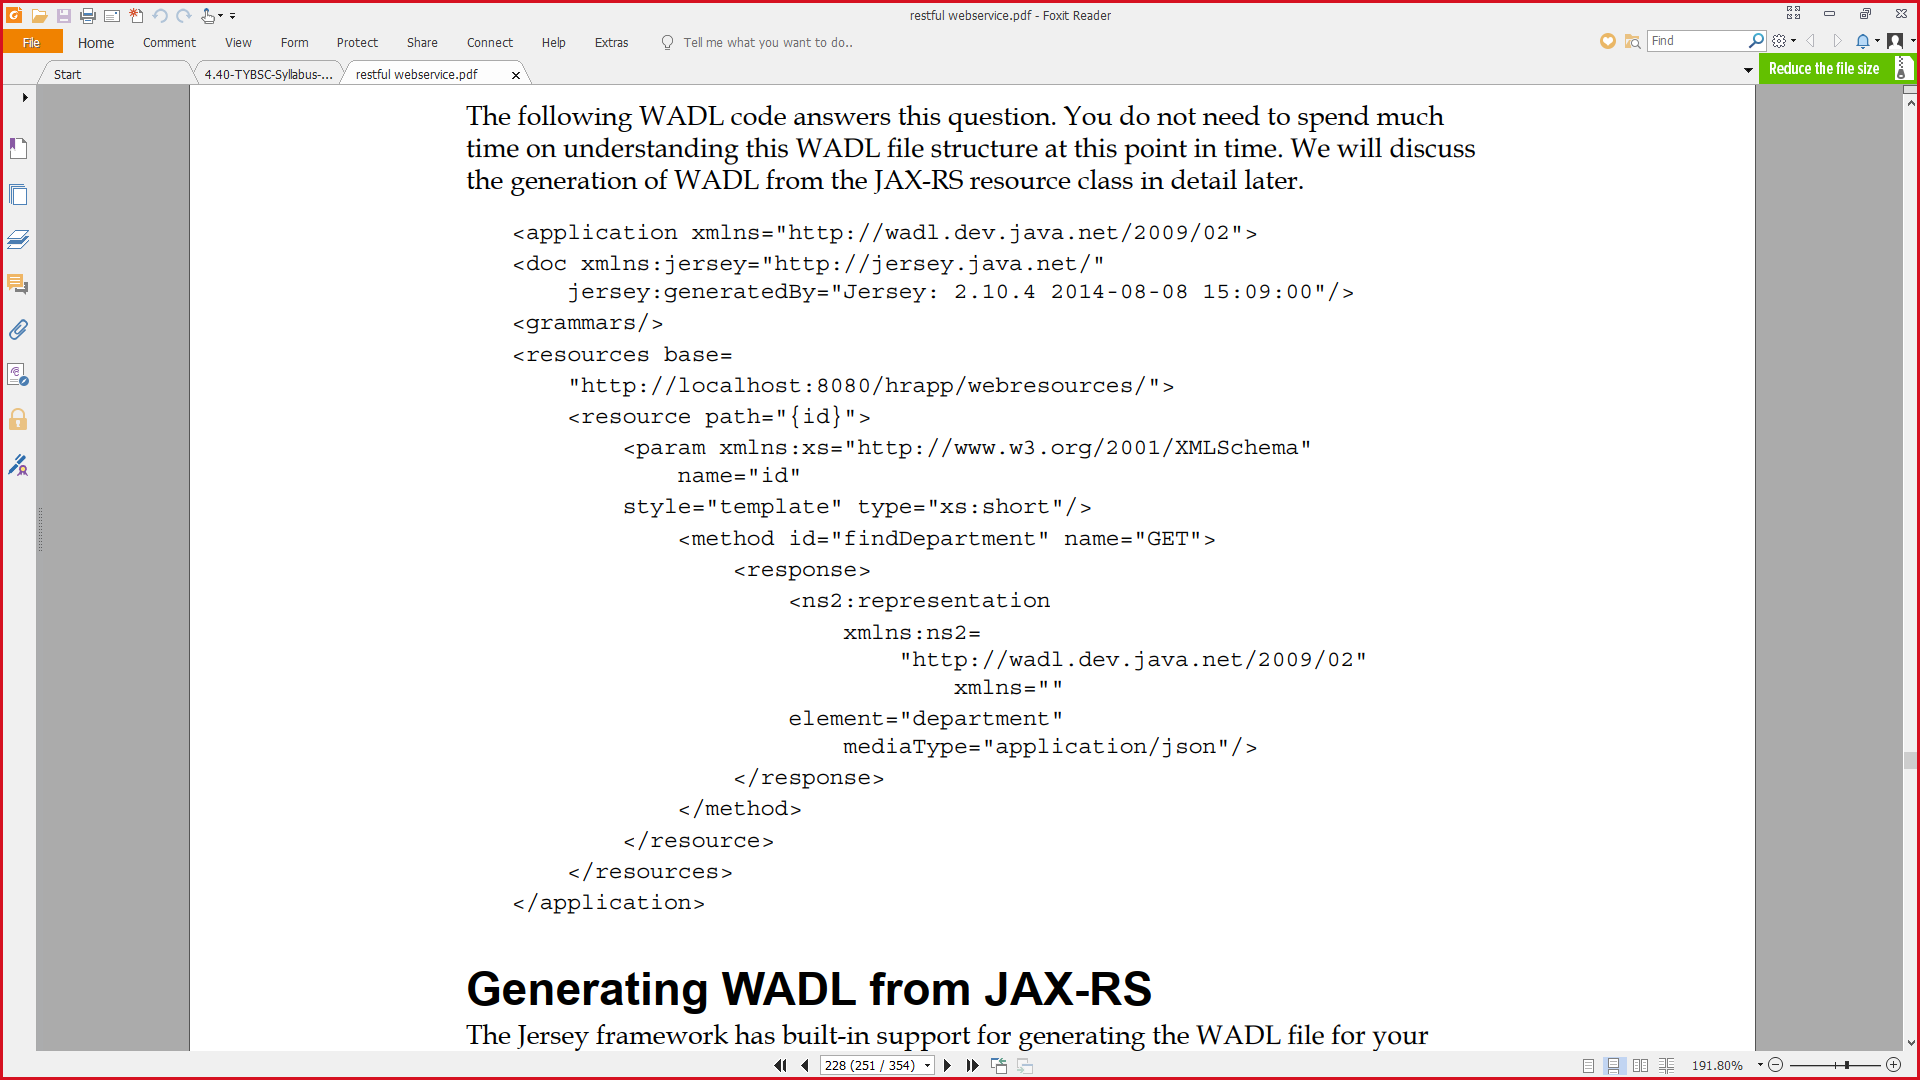 restful webservice.pdf - Foxit Reader
File Home Comment View Form Protect Share Connect Help Extras Tell me what you want to do.. Find
Start 4.40-TYBSC-Syllabus-... restful webservice.pdf Reduce the file size
The following WADL code answers this question. You do not need to spend much
time on understanding this WADL file structure at this point in time. We will discuss
the generation of WADL from the JAX-RS resource class in detail later.
<application xmlns="http://wadl.dev.java.net/2009/02">
<doc xmlns:jersey="http://jersey.java.net/"
jersey:generatedBy="Jersey: 2.10.4 2014-08-08 15:09:00"/>
<grammars/>
<resources base=
"http://localhost:8080/hrapp/webresources/">
<resource path="{id}">
<param xmlns:xs="http://www.w3.org/2001/XMLSchema"
name="id"
style="template" type="xs:short"/>
<method id="findDepartment" name="GET">
<response>
<ns2:representation
xmlns:ns2=
"http://wadl.dev.java.net/2009/02"
xmlns=""
element="department"
mediaType="application/json"/>
</response>
</method>
</resource>
</resources>
</application>
Generating WADL from JAX-RS
The Jersey framework has built-in support for generating the WADL file for your
228 (251 / 354) 191.80%